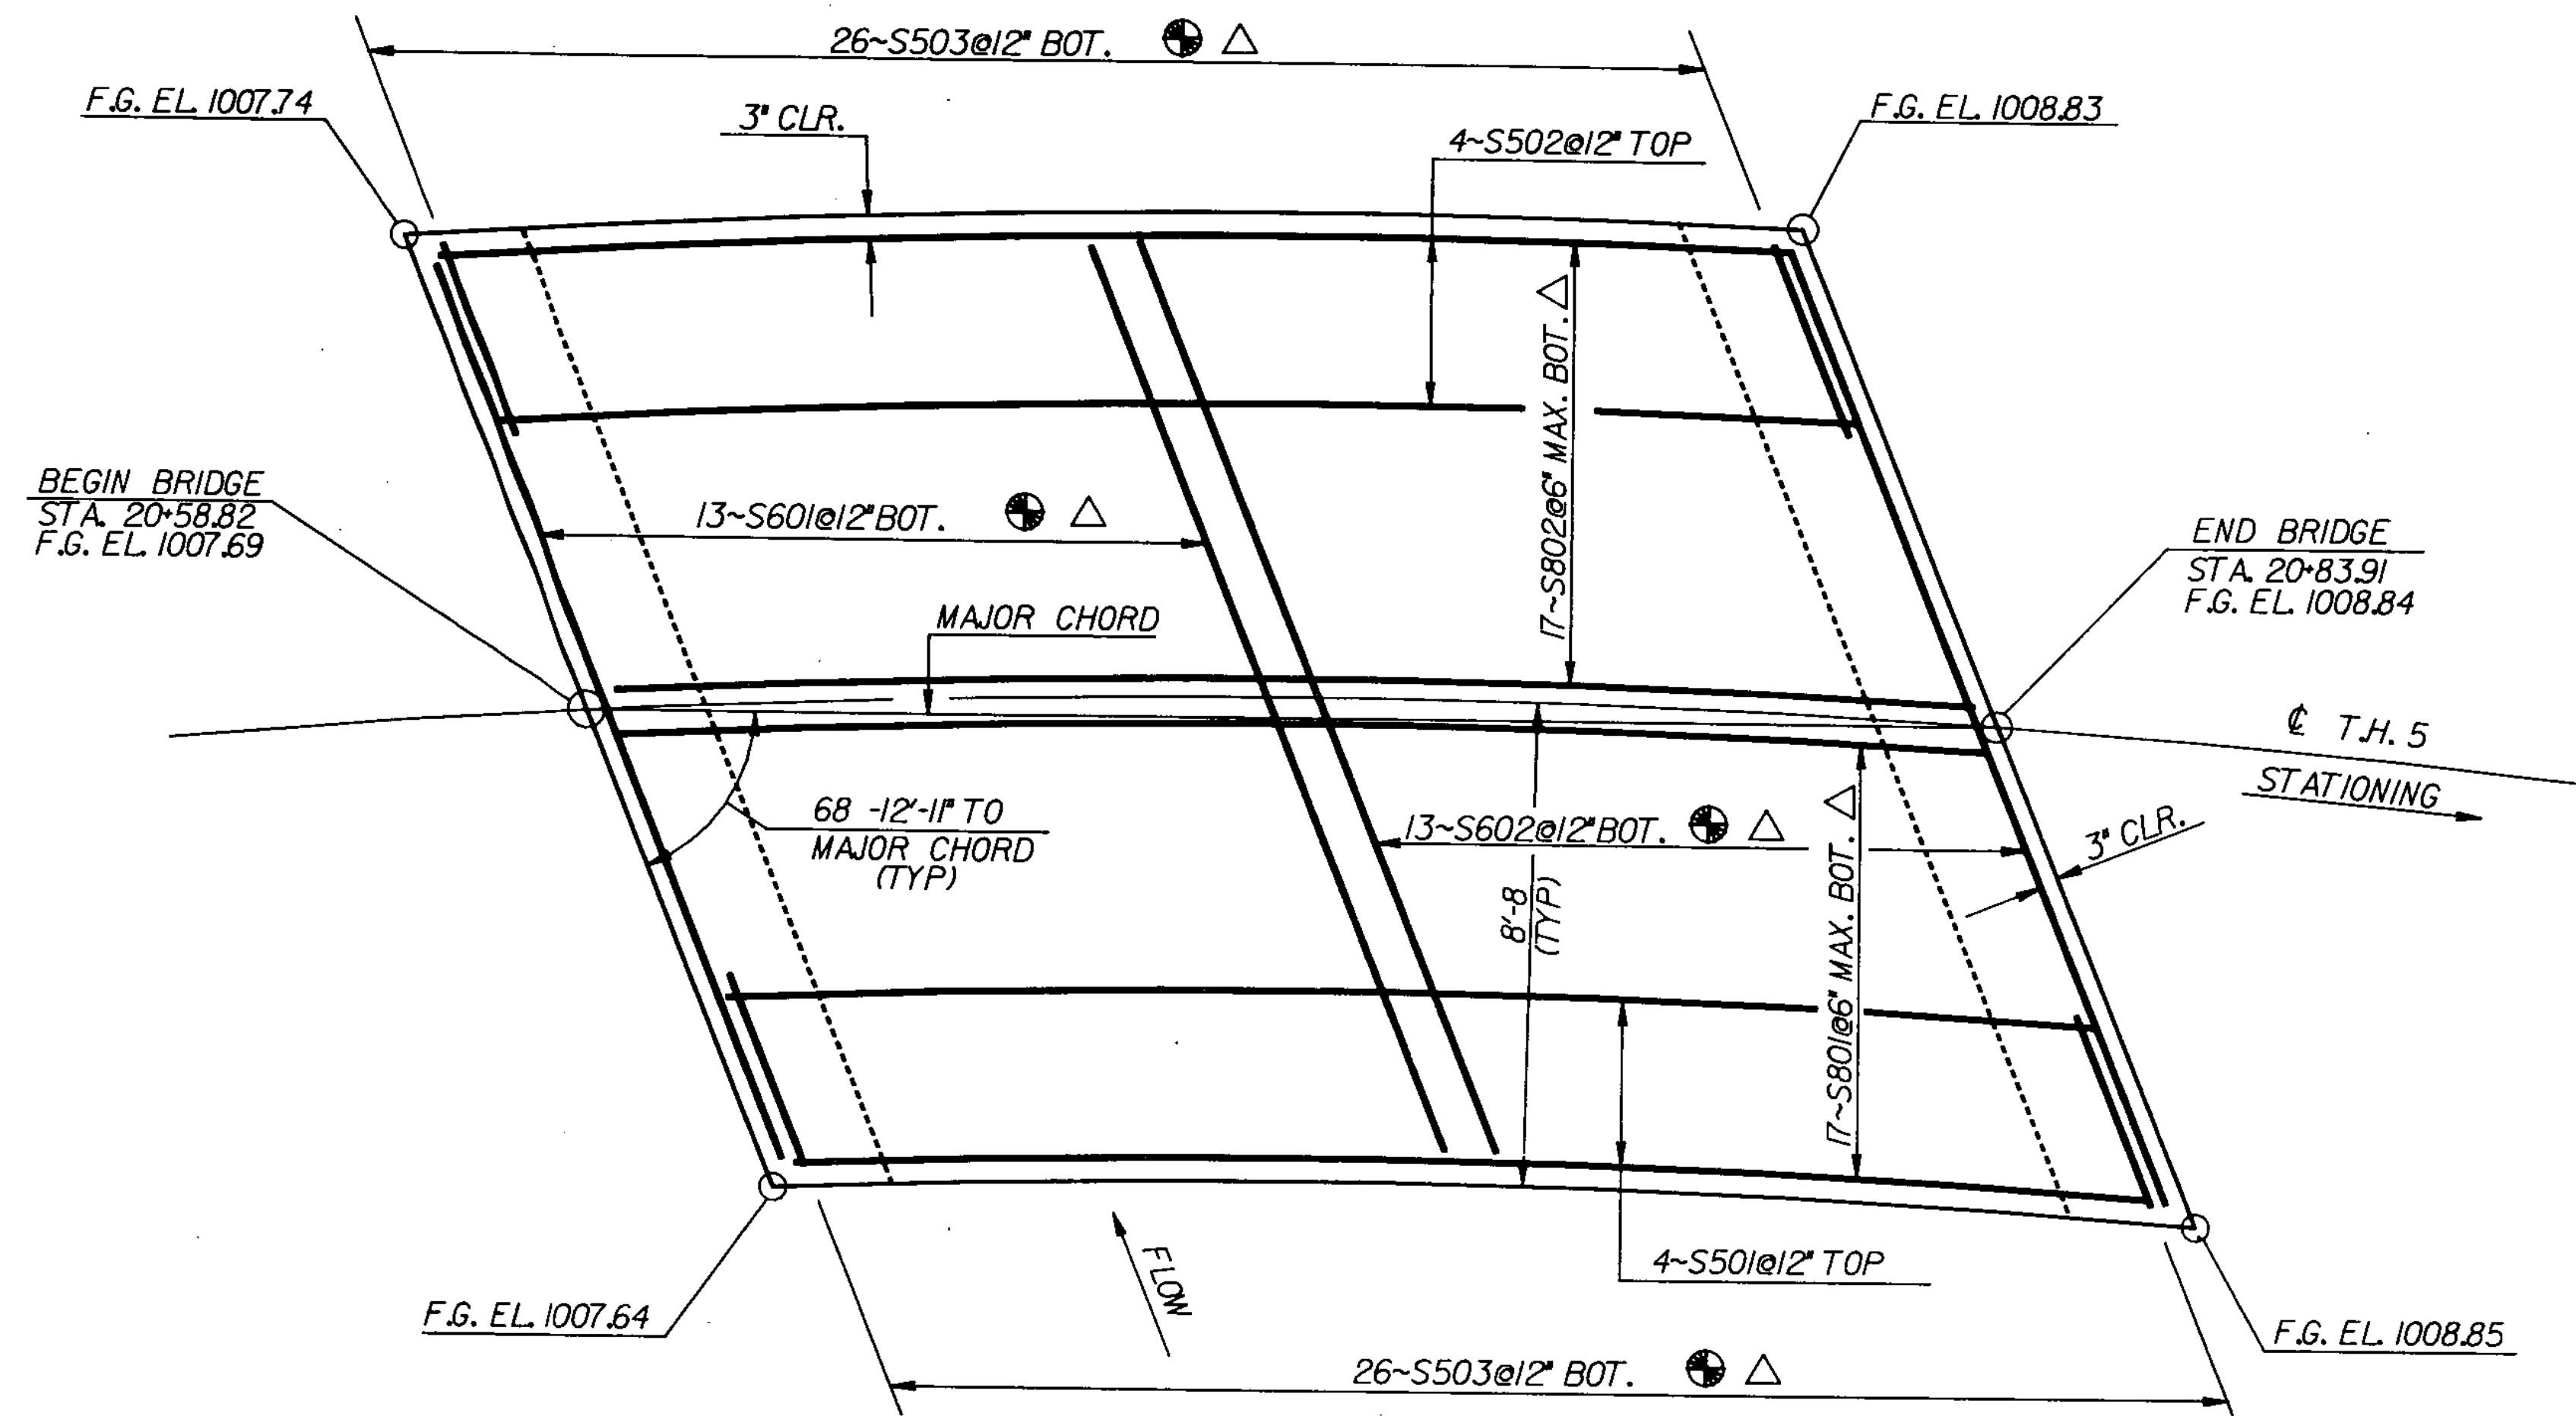 26~S503@12" BOT.
F.G. EL. 1007.74
3" CLR.
F.G. EL. 1008.83
4~S502@12" TOP
17~S802@6" MAX. BOT.
BEGIN BRIDGE
STA. 20+58.82
F.G. EL. 1007.69
13~S601@12" BOT.
END BRIDGE
STA. 20+83.91
F.G. EL. 1008.84
MAJOR CHORD
℄ T.H. 5
STATIONING
68 -12'-11" TO
MAJOR CHORD
(TYP)
13~S602@12" BOT.
3" CLR.
8'-8
(TYP)
17~S801@6" MAX. BOT.
FLOW
4~S501@12" TOP
F.G. EL. 1007.64
F.G. EL. 1008.85
26~S503@12" BOT.